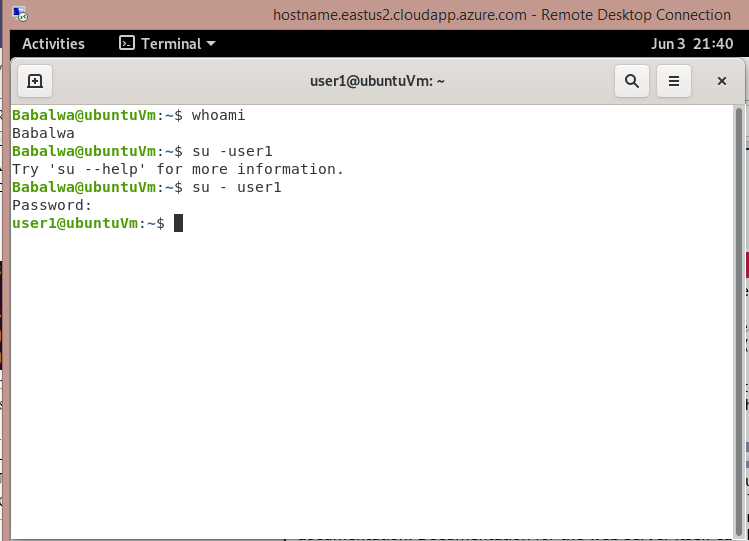 hostname.eastus2.cloudapp.azure.com - Remote Desktop Connection
Activities Terminal Jun 3 21:40
user1@ubuntuVm: ~
Babalwa@ubuntuVm:~$ whoami
Babalwa
Babalwa@ubuntuVm:~$ su -user1
Try 'su --help' for more information.
Babalwa@ubuntuVm:~$ su - user1
Password:
user1@ubuntuVm:~$